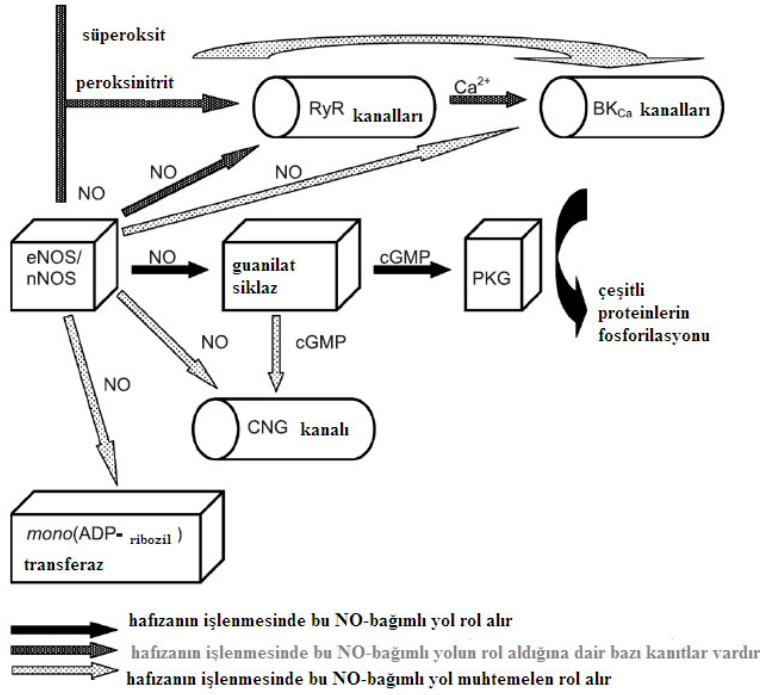 süperoksit
peroksinitrit
RyR kanalları
Ca2+
BKCa kanalları
NO
NO
NO
eNOS/
nNOS
NO
guanilat
siklaz
cGMP
PKG
çeşitli
proteinlerin
fosforilasyonu
NO
cGMP
NO
CNG kanalı
mono(ADP- ribozil )
transferaz
hafızanın işlenmesinde bu NO-bağımlı yol rol alır
hafızanın işlenmesinde bu NO-bağımlı yolun rol aldığına dair bazı kanıtlar vardır
hafızanın işlenmesinde bu NO-bağımlı yol muhtemelen rol alır